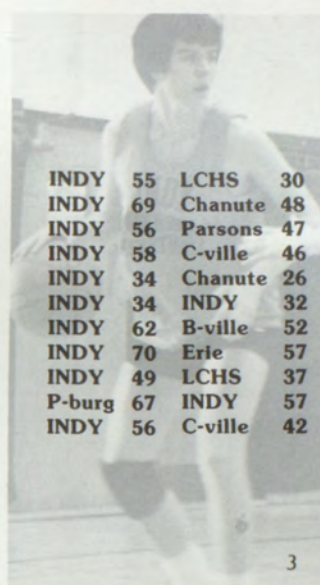 INDY 55 LCHS 30
INDY 69 Chanute 48
INDY 56 Parsons 47
INDY 58 C-ville 46
INDY 34 Chanute 26
INDY 34 INDY 32
INDY 62 B-ville 52
INDY 70 Erie 57
INDY 49 LCHS 37
P-burg 67 INDY 57
INDY 56 C-ville 42
3